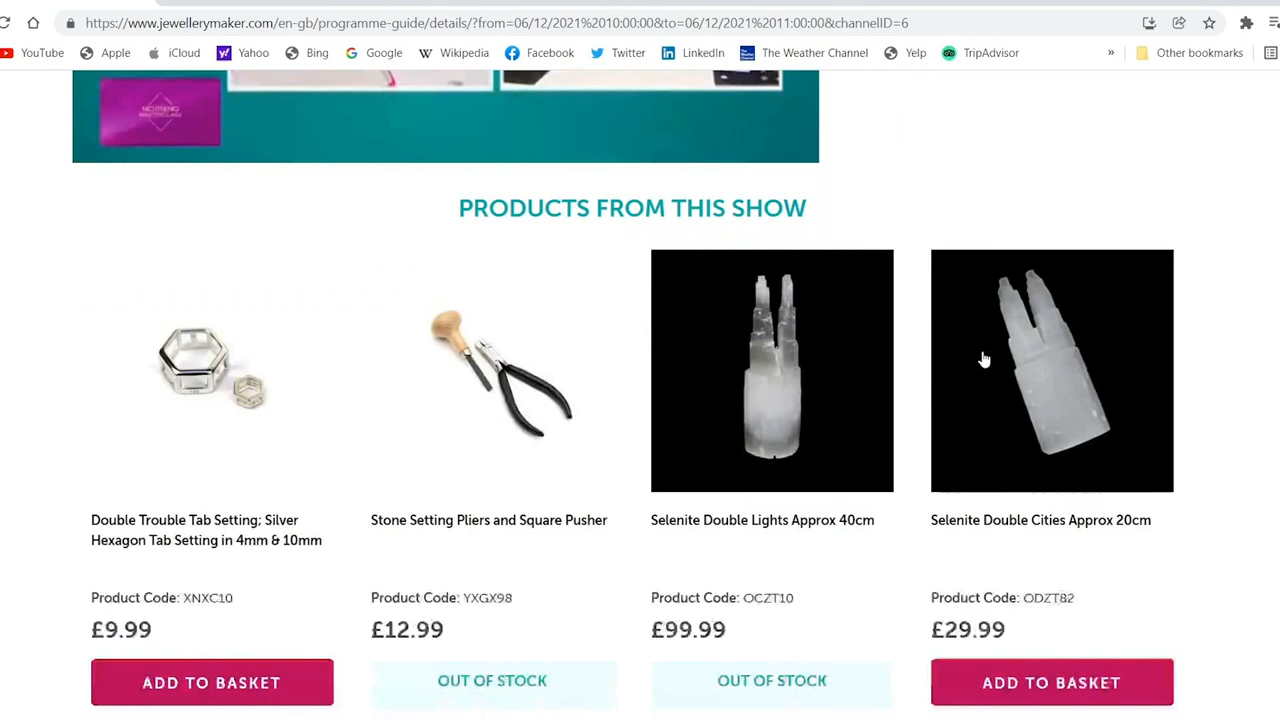 https://www.jewellerymaker.com/en-gb/programme-guide/details/?from=06/12/2021%2010:00:00&to=06/12/2021%2011:00:00&channelID=6
YouTube Apple iCloud Yahoo Bing Google Wikipedia Facebook Twitter LinkedIn The Weather Channel Yelp TripAdvisor » Other bookmarks
PRODUCTS FROM THIS SHOW
Double Trouble Tab Setting; Silver
Hexagon Tab Setting in 4mm & 10mm
Product Code: XNXC10
£9.99
ADD TO BASKET
Stone Setting Pliers and Square Pusher
Product Code: YXGX98
£12.99
OUT OF STOCK
Selenite Double Lights Approx 40cm
Product Code: OCZT10
£99.99
OUT OF STOCK
Selenite Double Cities Approx 20cm
Product Code: ODZT82
£29.99
ADD TO BASKET